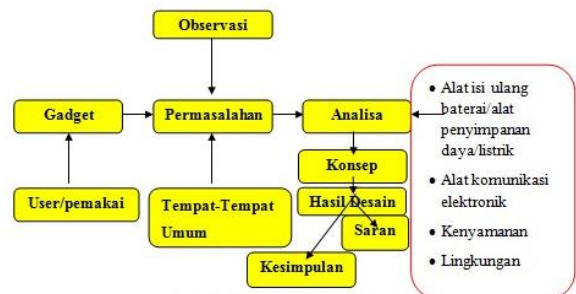 Observasi
Gadget
Permasalahan
Analisa
User/pemakai
Tempat-Tempat
Umum
Konsep
Hasil Desain
Saran
Kesimpulan
• Alat isi ulang
baterai/alat
penyimpanan
daya/listrik
• Alat komunikasi
elektronik
• Kenyamanan
• Lingkungan